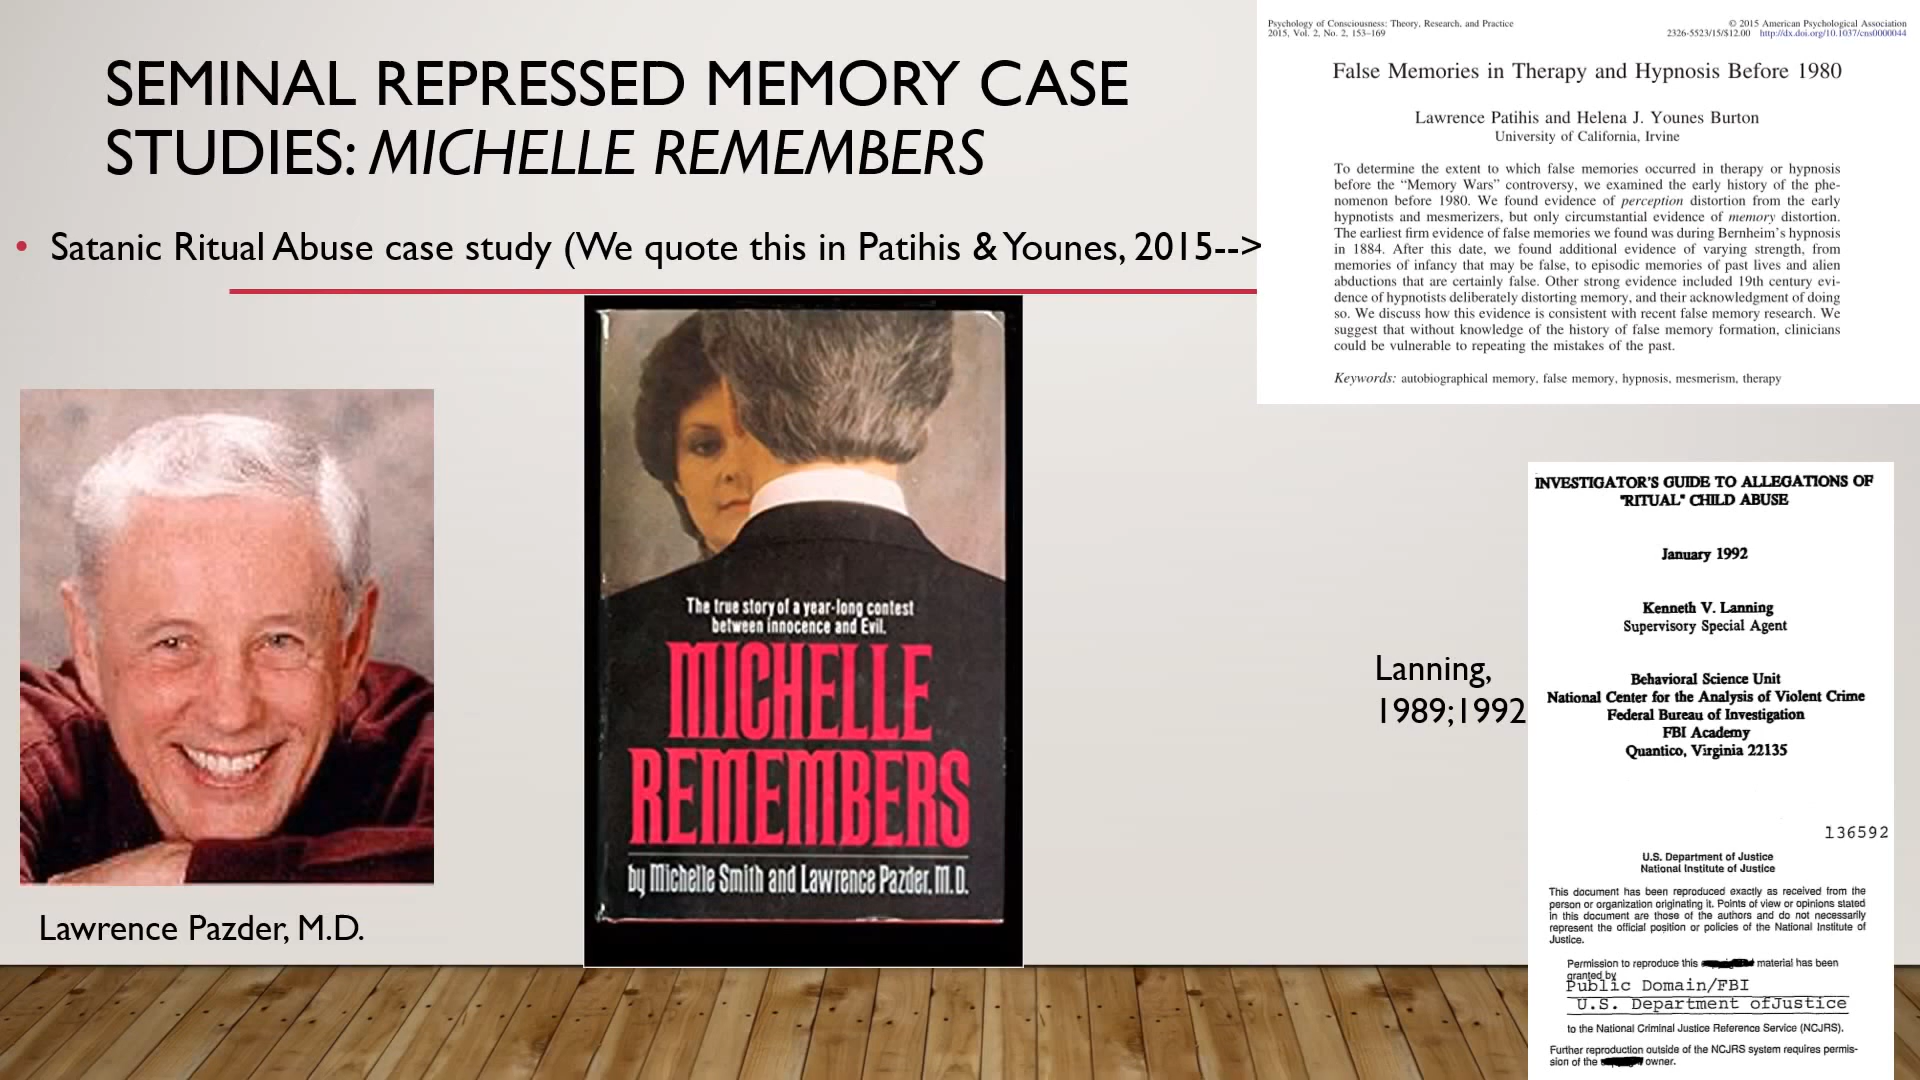 SEMINAL REPRESSED MEMORY CASE
STUDIES: MICHELLE REMEMBERS
• Satanic Ritual Abuse case study (We quote this in Patihis & Younes, 2015-->
Psychology of Consciousness: Theory, Research, and Practice
2015, Vol. 2, No. 2, 153–169
© 2015 American Psychological Association
2326-5523/15/$12.00 http://dx.doi.org/10.1037/cns0000044
False Memories in Therapy and Hypnosis Before 1980
Lawrence Patihis and Helena J. Younes Burton
University of California, Irvine
To determine the extent to which false memories occurred in therapy or hypnosis
before the “Memory Wars” controversy, we examined the early history of the phe-
nomenon before 1980. We found evidence of perception distortion from the early
hypnotists and mesmerizers, but only circumstantial evidence of memory distortion.
The earliest firm evidence of false memories we found was during Bernheim’s hypnosis
in 1884. After this date, we found additional evidence of varying strength, from
memories of infancy that may be false, to episodic memories of past lives and alien
abductions that are certainly false. Other strong evidence included 19th century evi-
dence of hypnotists deliberately distorting memory, and their acknowledgment of doing
so. We discuss how this evidence is consistent with recent false memory research. We
suggest that without knowledge of the history of false memory formation, clinicians
could be vulnerable to repeating the mistakes of the past.
Keywords: autobiographical memory, false memory, hypnosis, mesmerism, therapy
Lawrence Pazder, M.D.
The true story of a year-long contest
between innocence and Evil.
MICHELLE
REMEMBERS
by Michelle Smith and Lawrence Pazder, M.D.
Lanning,
1989;1992
INVESTIGATOR'S GUIDE TO ALLEGATIONS OF
"RITUAL" CHILD ABUSE
January 1992
Kenneth V. Lanning
Supervisory Special Agent
Behavioral Science Unit
National Center for the Analysis of Violent Crime
Federal Bureau of Investigation
FBI Academy
Quantico, Virginia 22135
136592
U.S. Department of Justice
National Institute of Justice
This document has been reproduced exactly as received from the
person or organization originating it. Points of view or opinions stated
in this document are those of the authors and do not necessarily
represent the official position or policies of the National Institute of
Justice.
Permission to reproduce this material has been
granted by
Public Domain/FBI
U.S. Department ofJustice
to the National Criminal Justice Reference Service (NCJRS).
Further reproduction outside of the NCJRS system requires permis-
sion of the owner.